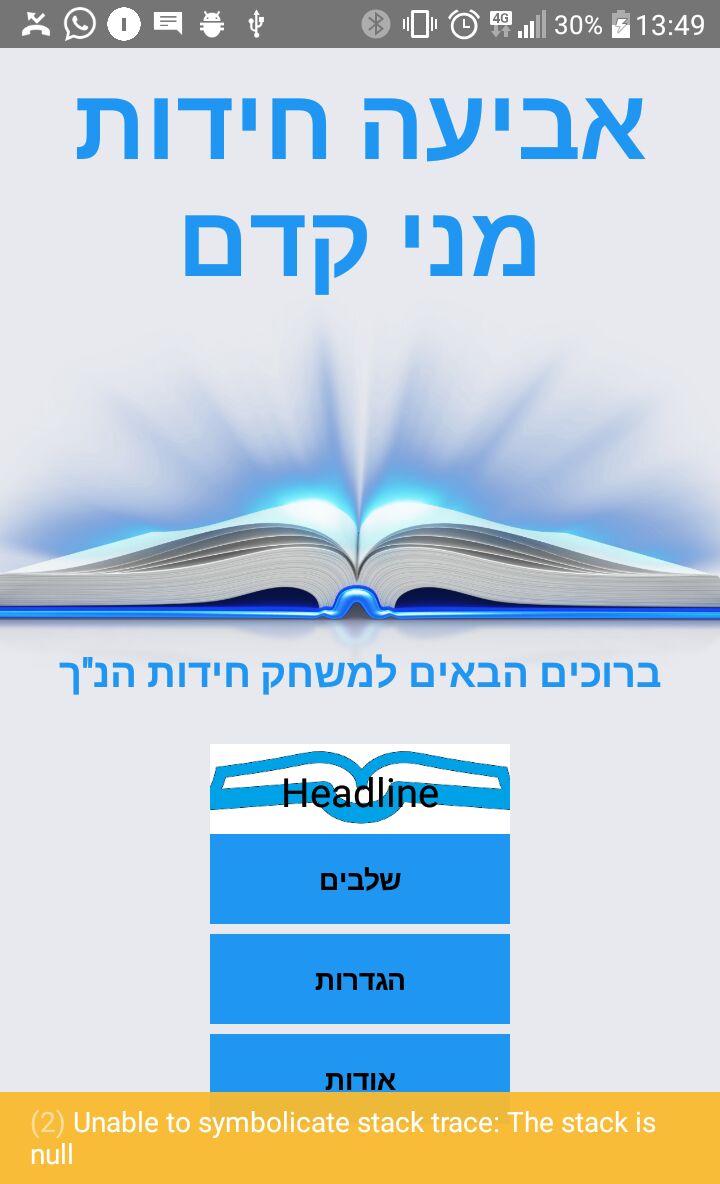 4G
30%
13:49
אביעה חידות
מני קדם
ברוכים הבאים למשחק חידות הנ"ך
Headline
שלבים
הגדרות
אודות
(2) Unable to symbolicate stack trace: The stack is
null